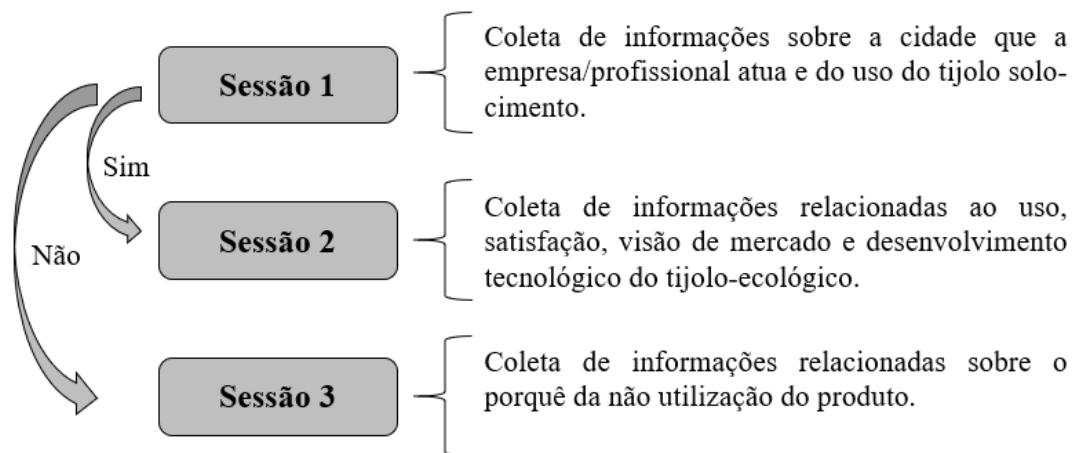 Sessão 1
Coleta de informações sobre a cidade que a
empresa/profissional atua e do uso do tijolo solo-
cimento.
Sim
Não
Sessão 2
Coleta de informações relacionadas ao uso,
satisfação, visão de mercado e desenvolvimento
tecnológico do tijolo-ecológico.
Sessão 3
Coleta de informações relacionadas sobre o
porquê da não utilização do produto.